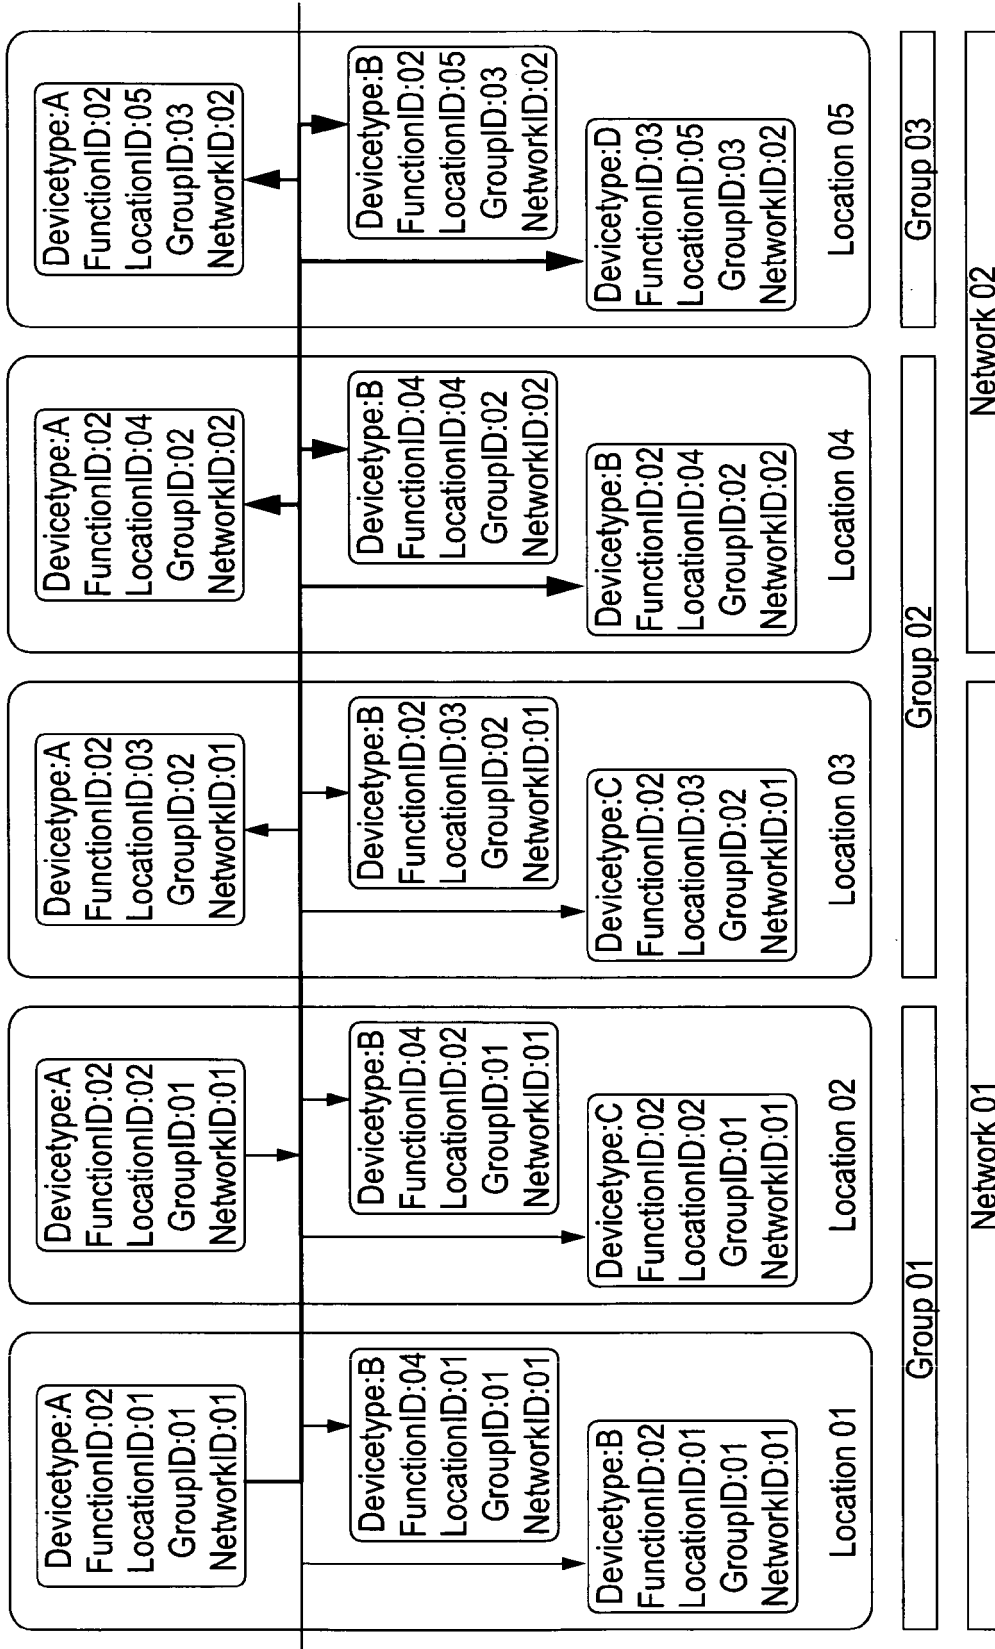 Devicetype:A
FunctionID:02
LocationID:01
GroupID:01
NetworkID:01
Devicetype:B
FunctionID:04
LocationID:01
GroupID:01
NetworkID:01
Devicetype:B
FunctionID:02
LocationID:01
GroupID:01
NetworkID:01
Location 01
Devicetype:A
FunctionID:02
LocationID:02
GroupID:01
NetworkID:01
Devicetype:B
FunctionID:04
LocationID:02
GroupID:01
NetworkID:01
Devicetype:C
FunctionID:02
LocationID:02
GroupID:01
NetworkID:01
Location 02
Devicetype:A
FunctionID:02
LocationID:03
GroupID:02
NetworkID:01
Devicetype:B
FunctionID:02
LocationID:03
GroupID:02
NetworkID:01
Devicetype:C
FunctionID:02
LocationID:03
GroupID:02
NetworkID:01
Location 03
Devicetype:A
FunctionID:02
LocationID:04
GroupID:02
NetworkID:02
Devicetype:B
FunctionID:04
LocationID:04
GroupID:02
NetworkID:02
Devicetype:B
FunctionID:02
LocationID:04
GroupID:02
NetworkID:02
Location 04
Devicetype:A
FunctionID:02
LocationID:05
GroupID:03
NetworkID:02
Devicetype:B
FunctionID:02
LocationID:05
GroupID:03
NetworkID:02
Devicetype:D
FunctionID:03
LocationID:05
GroupID:03
NetworkID:02
Location 05
Group 01
Group 02
Group 03
Network 01
Network 02